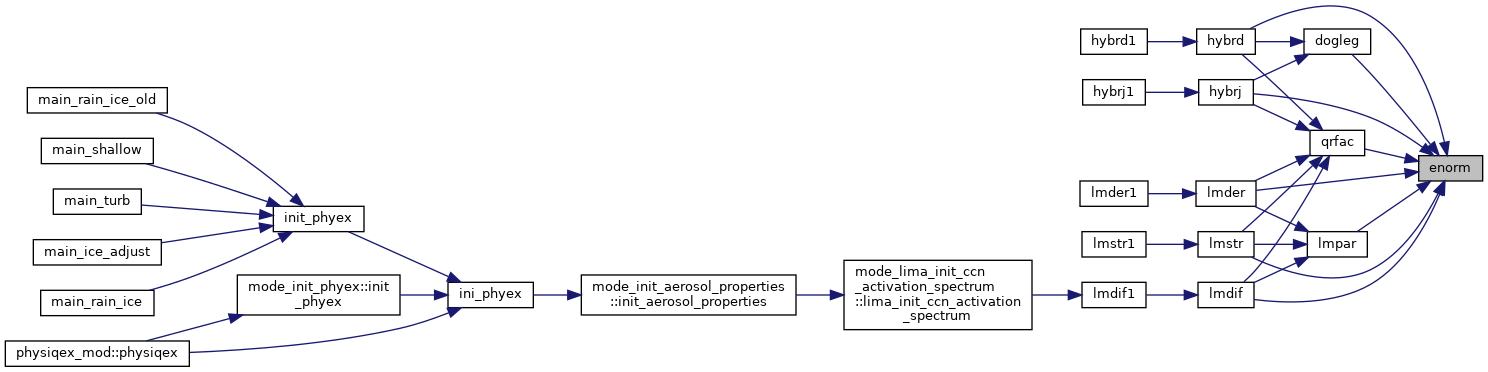 main_rain_ice_old
main_shallow
main_turb
main_ice_adjust
main_rain_ice
physiqex_mod::physiqex
init_phyex
mode_init_phyex::init
_phyex
ini_phyex
mode_init_aerosol_properties
::init_aerosol_properties
mode_lima_init_ccn
_activation_spectrum
::lima_init_ccn_activation
_spectrum
hybrd1
hybrj1
lmder1
lmstr1
lmdif1
hybrd
hybrj
lmder
lmstr
lmdif
dogleg
qrfac
lmpar
enorm